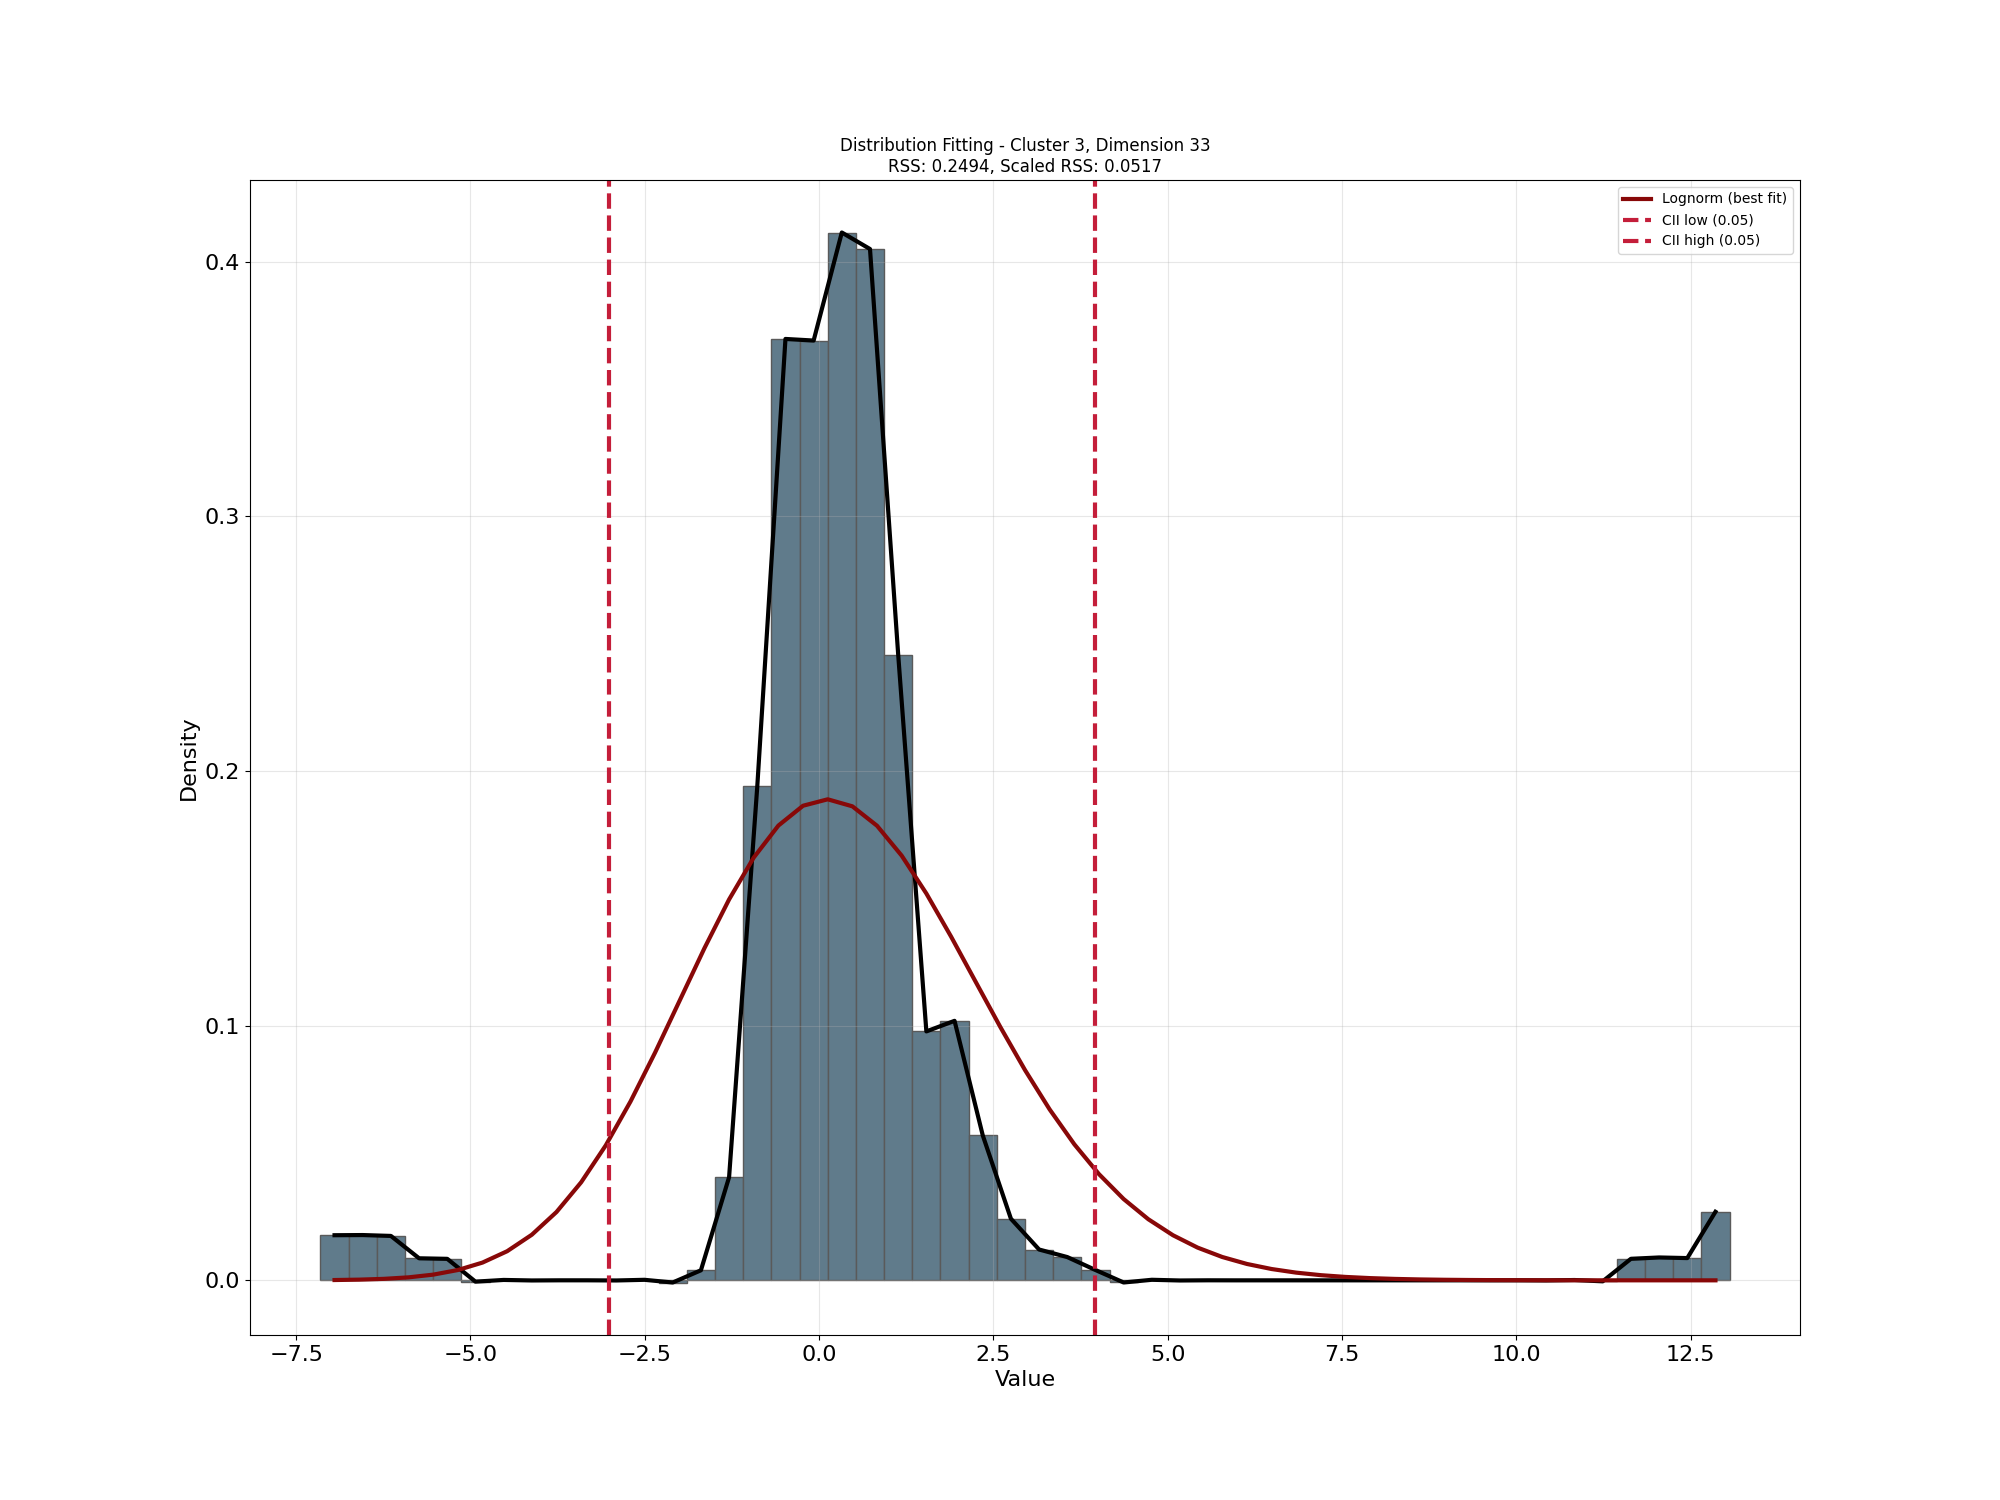 Distribution Fitting - Cluster 3, Dimension 33
RSS: 0.2494, Scaled RSS: 0.0517
Lognorm (best fit)
CII low (0.05)
CII high (0.05)
0.4
0.3
0.2
0.1
0.0
Density
−7.5 −5.0 −2.5 0.0 2.5 5.0 7.5 10.0 12.5
Value